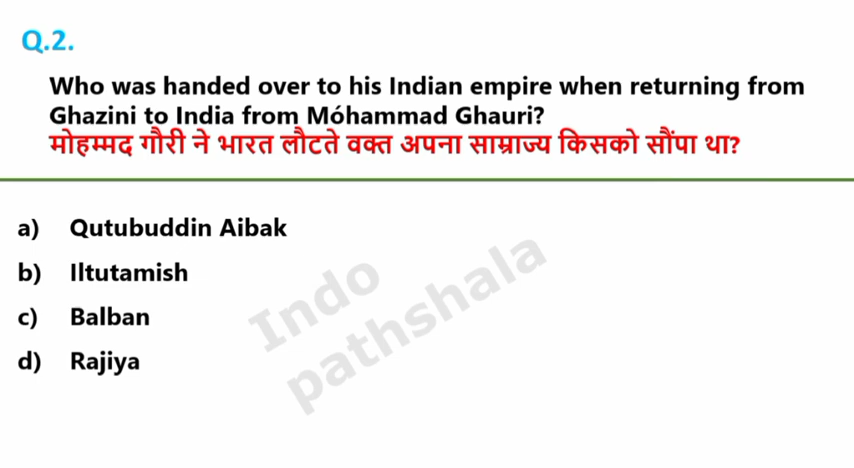 Q.2.
Who was handed over to his Indian empire when returning from
Ghazini to India from Móhammad Ghauri?
मोहम्मद गौरी ने भारत लौटते वक्त अपना साम्राज्य किसको सौंपा था?
a) Qutubuddin Aibak
b) Iltutamish
c) Balban
d) Rajiya
Indo
pathshala